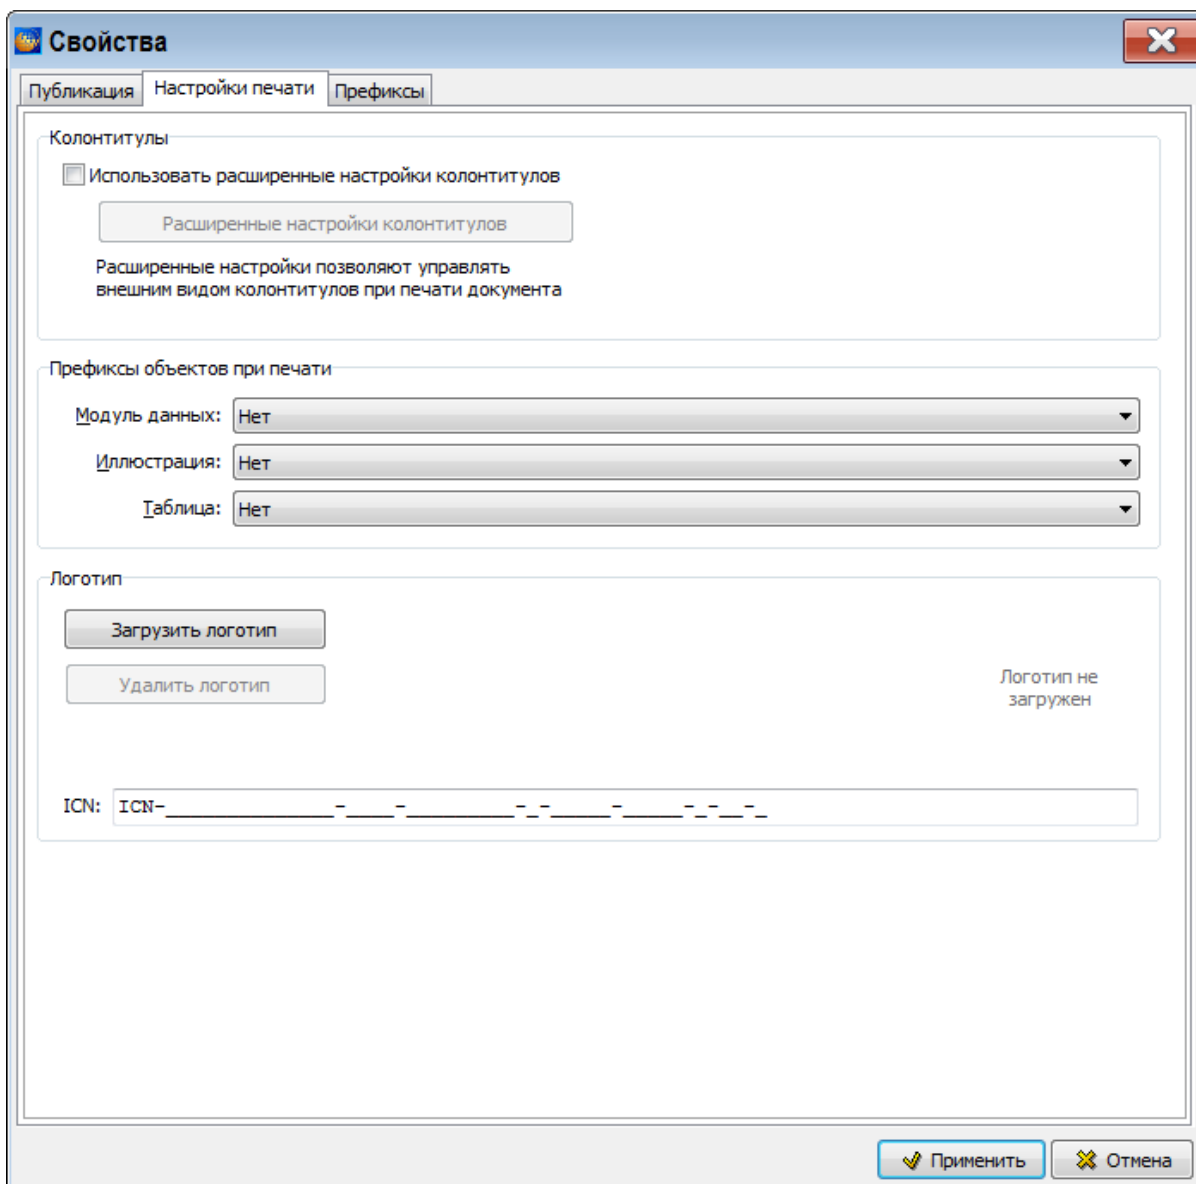 Свойства
Публикация Настройки печати Префиксы
Колонтитулы
Использовать расширенные настройки колонтитулов
Расширенные настройки колонтитулов
Расширенные настройки позволяют управлять
внешним видом колонтитулов при печати документа
Префиксы объектов при печати
Модуль данных: Нет
Иллюстрация: Нет
Таблица: Нет
Логотип
Загрузить логотип
Удалить логотип
Логотип не
загружен
ICN: ICN-______________-____-_________-_-_____-_____-_-__-_
Применить Отмена